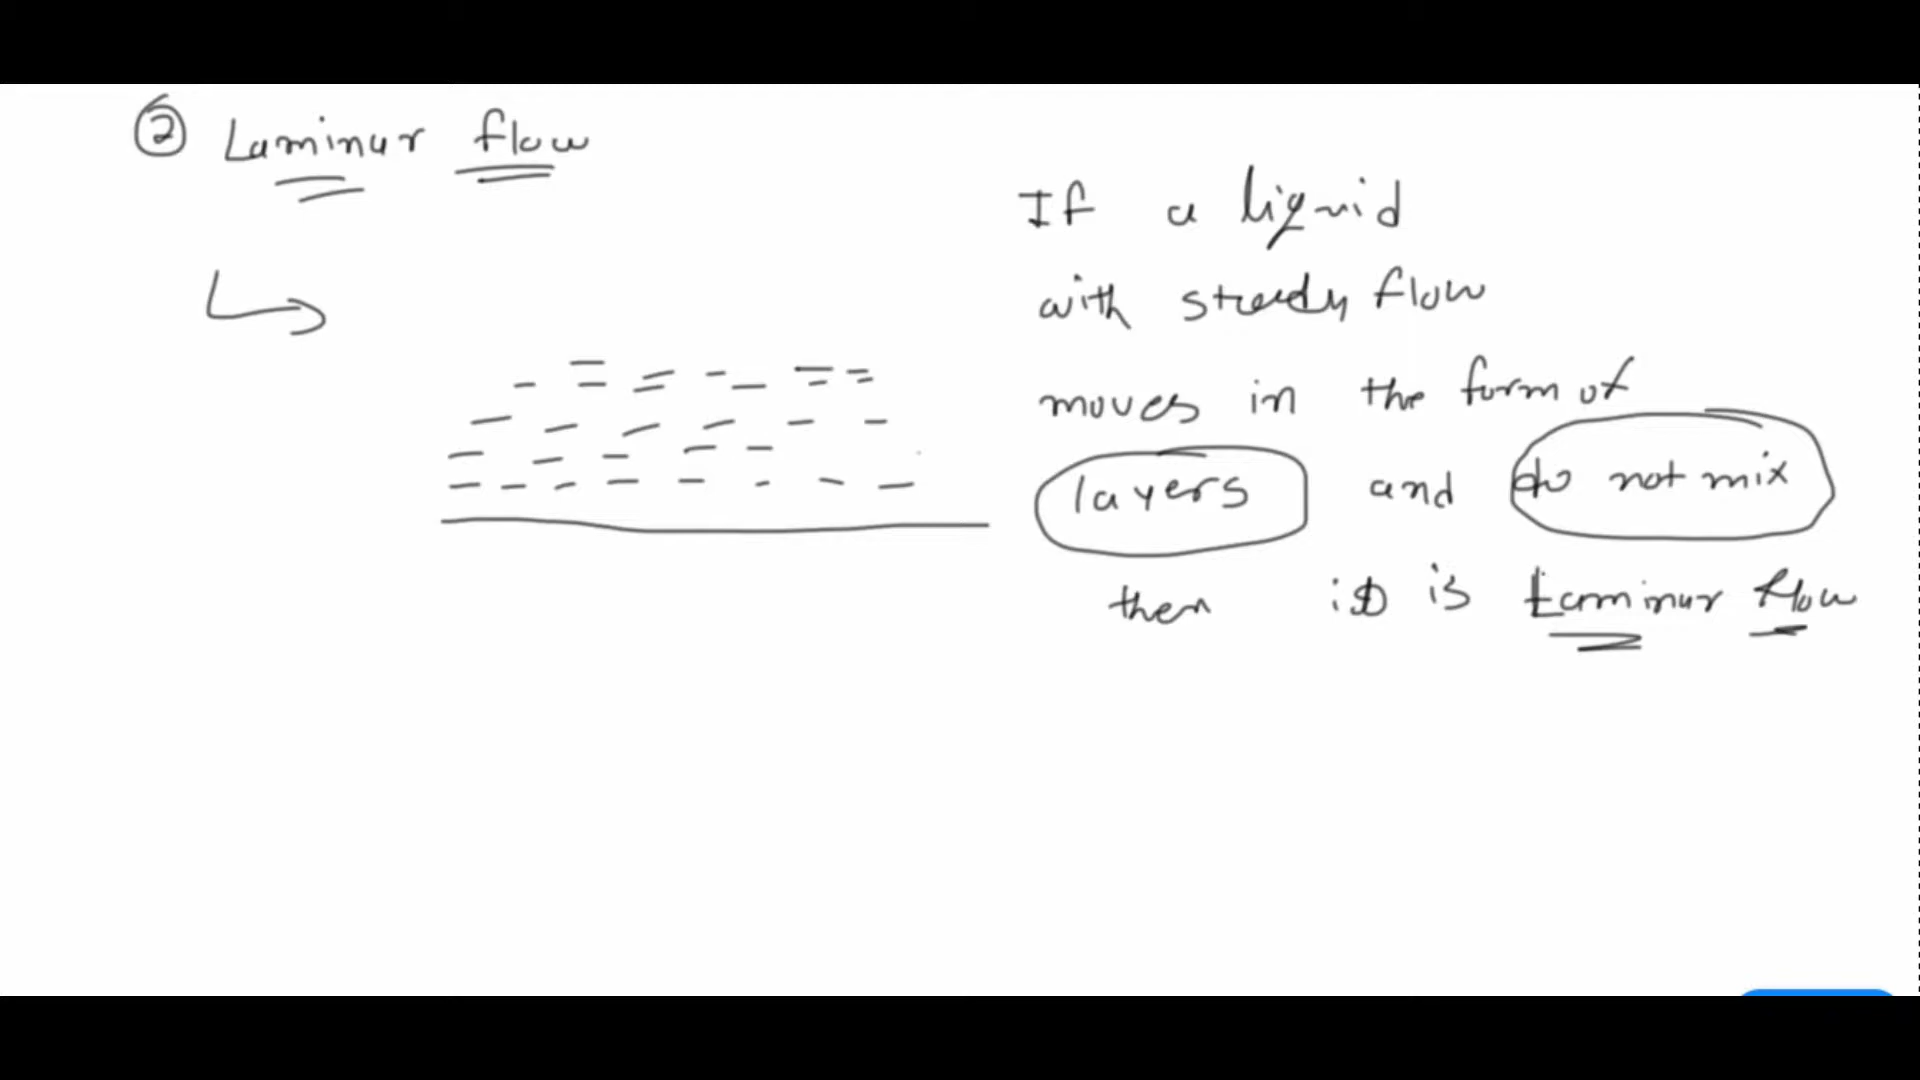 ② Laminar flow
If a liquid
with steady flow
moves in the form of
layers and do not mix
then it is Laminar flow